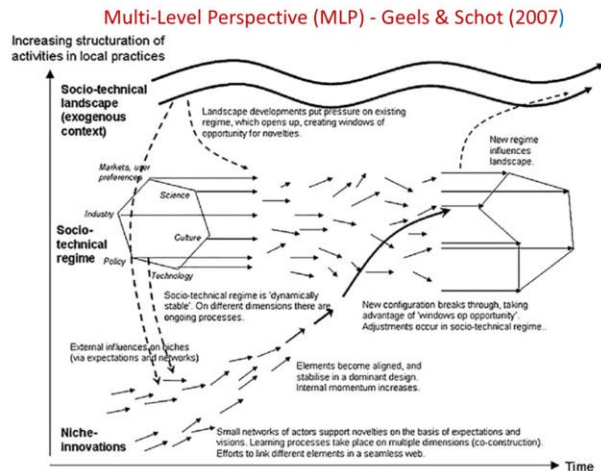 Multi-Level Perspective (MLP) - Geels & Schot (2007)
Increasing structuration of
activities in local practices
Socio-technical
landscape
(exogenous
context)
Landscape developments put pressure on existing
regime, which opens up, creating windows of
opportunity for novelties.
New regime
influences
landscape.
Markets, user
preferences
Science
Industry
Socio-
technical
regime
Culture
Policy
Technology
Socio-technical regime is 'dynamically
stable'. On different dimensions there are
ongoing processes.
New configuration breaks through, taking
advantage of 'windows op opportunity'.
Adjustments occur in socio-technical regime..
External influences on niches
(via expectations and networks)
Elements become aligned, and
stabilise in a dominant design.
Internal momentum increases.
Niche-
innovations
Small networks of actors support novelties on the basis of expectations and
visions. Learning processes take place on multiple dimensions (co-construction).
Efforts to link different elements in a seamless web.
Time